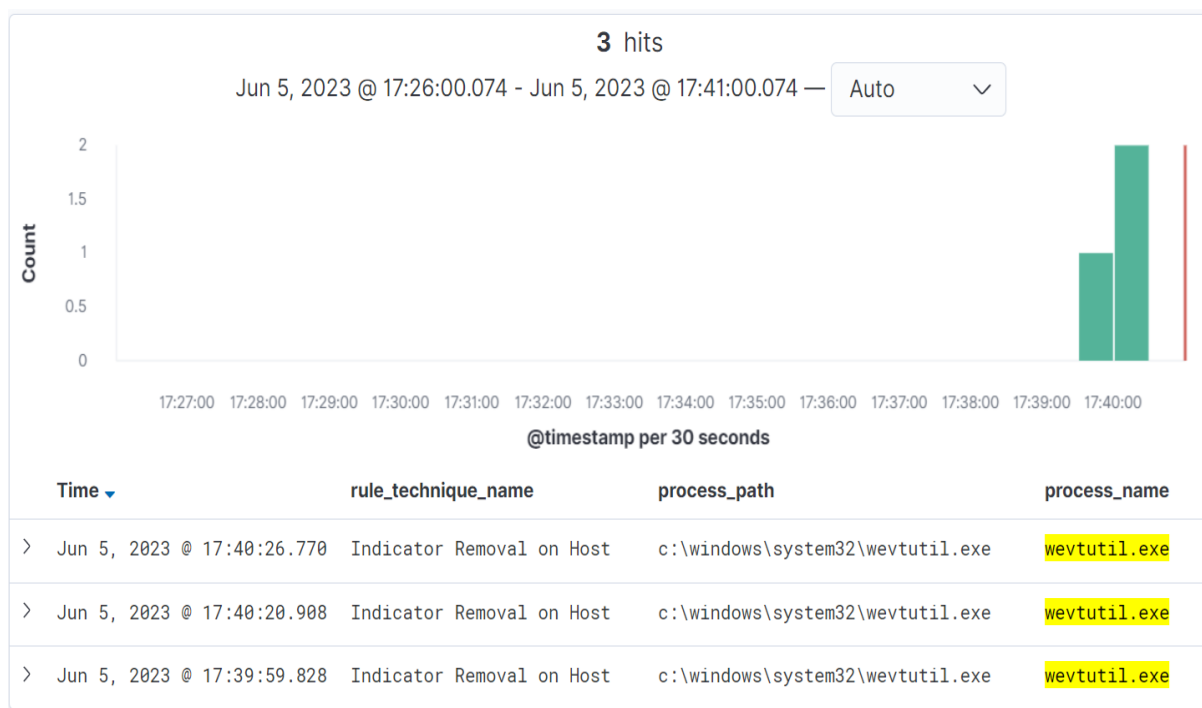 3 hits
Jun 5, 2023 @ 17:26:00.074 - Jun 5, 2023 @ 17:41:00.074 — Auto
2
1.5
1
0.5
0
Count
17:27:00 17:28:00 17:29:00 17:30:00 17:31:00 17:32:00 17:33:00 17:34:00 17:35:00 17:36:00 17:37:00 17:38:00 17:39:00 17:40:00
@timestamp per 30 seconds
Time rule_technique_name process_path process_name
Jun 5, 2023 @ 17:40:26.770 Indicator Removal on Host c:\windows\system32\wevtutil.exe wevtutil.exe
Jun 5, 2023 @ 17:40:20.908 Indicator Removal on Host c:\windows\system32\wevtutil.exe wevtutil.exe
Jun 5, 2023 @ 17:39:59.828 Indicator Removal on Host c:\windows\system32\wevtutil.exe wevtutil.exe